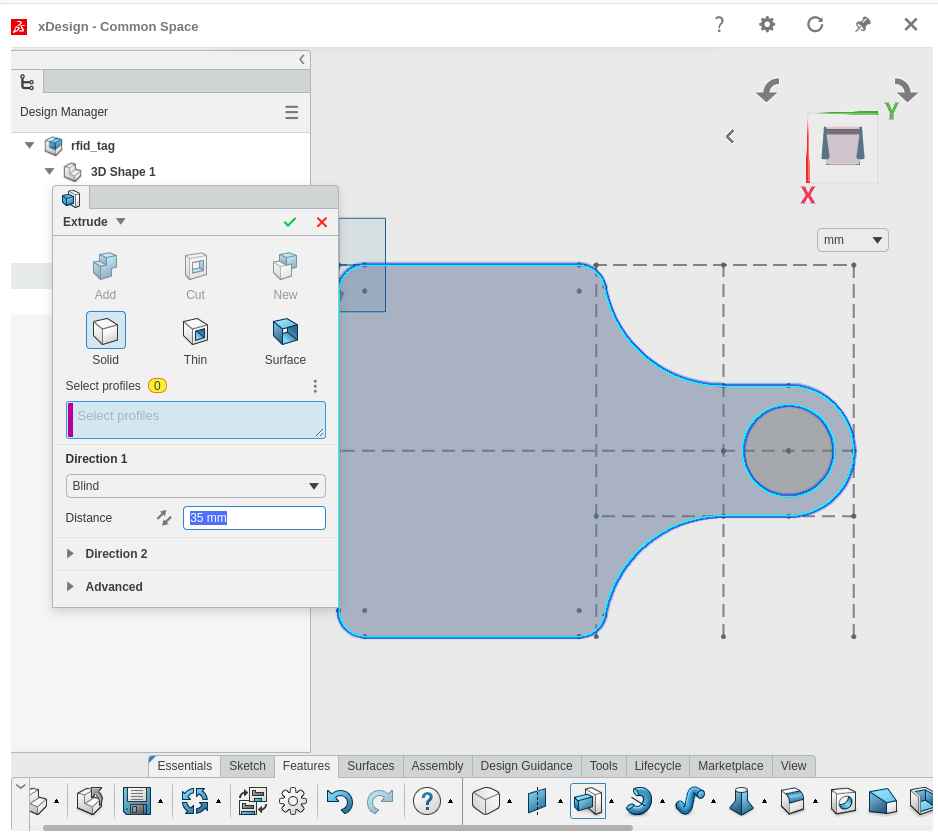 xDesign - Common Space
?
Design Manager
rfid_tag
3D Shape 1
Extrude
Add Cut New
Solid Thin Surface
Select profiles 0
Select profiles
Direction 1
Blind
Distance 35 mm
Direction 2
Advanced
Y
X
mm
Essentials Sketch Features Surfaces Assembly Design Guidance Tools Lifecycle Marketplace View
?